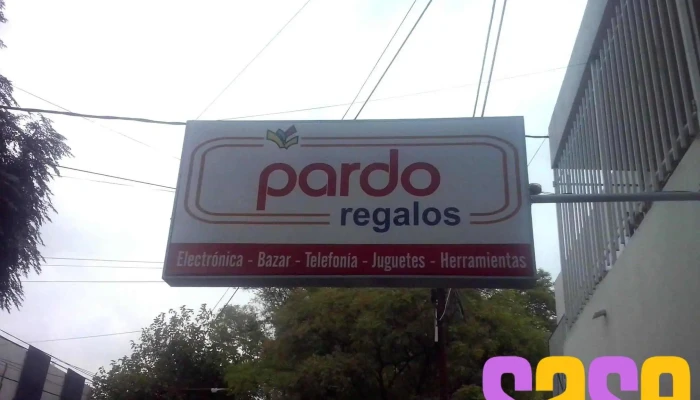 pardo
regalos
Electrónica - Bazar - Telefonía - Juguetes - Herramientas